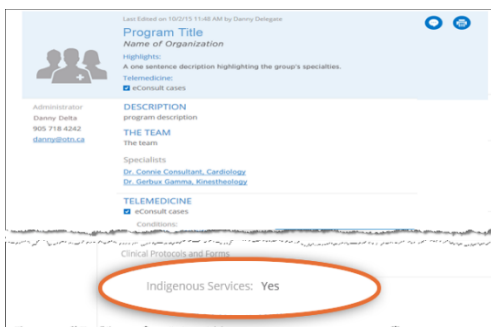 Last Edited on 10/2/15 11:48 AM by Danny Delegate
Program Title
Name of Organization
Highlights:
A one sentence decription highlighting the group's specialties.
Telemedicine:
eConsult cases
Administrator
Danny Delta
905 718 4242
danny@otn.ca
DESCRIPTION
program description
THE TEAM
The team
Specialists
Dr. Connie Consultant, Cardiology
Dr. Gerbux Gamma, Kinestheology
TELEMEDICINE
eConsult cases
Conditions:
Clinical Protocols and Forms
Indigenous Services: Yes